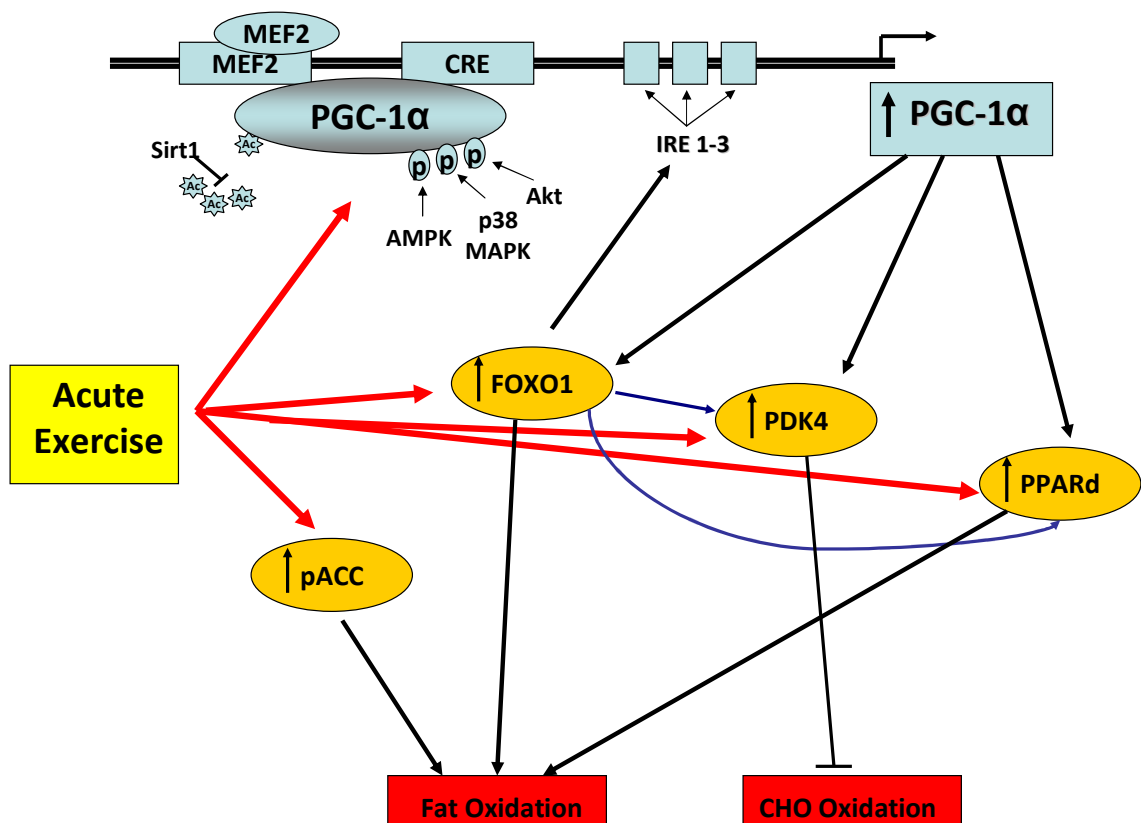 MEF2
MEF2
CRE
PGC-1α
PGC-1α
Ac
Sirt1
Ac
Ac
Ac
p
p
p
IRE 1-3
Akt
AMPK
p38
MAPK
Acute
Exercise
FOXO1
PDK4
PPARd
pACC
Fat Oxidation
CHO Oxidation